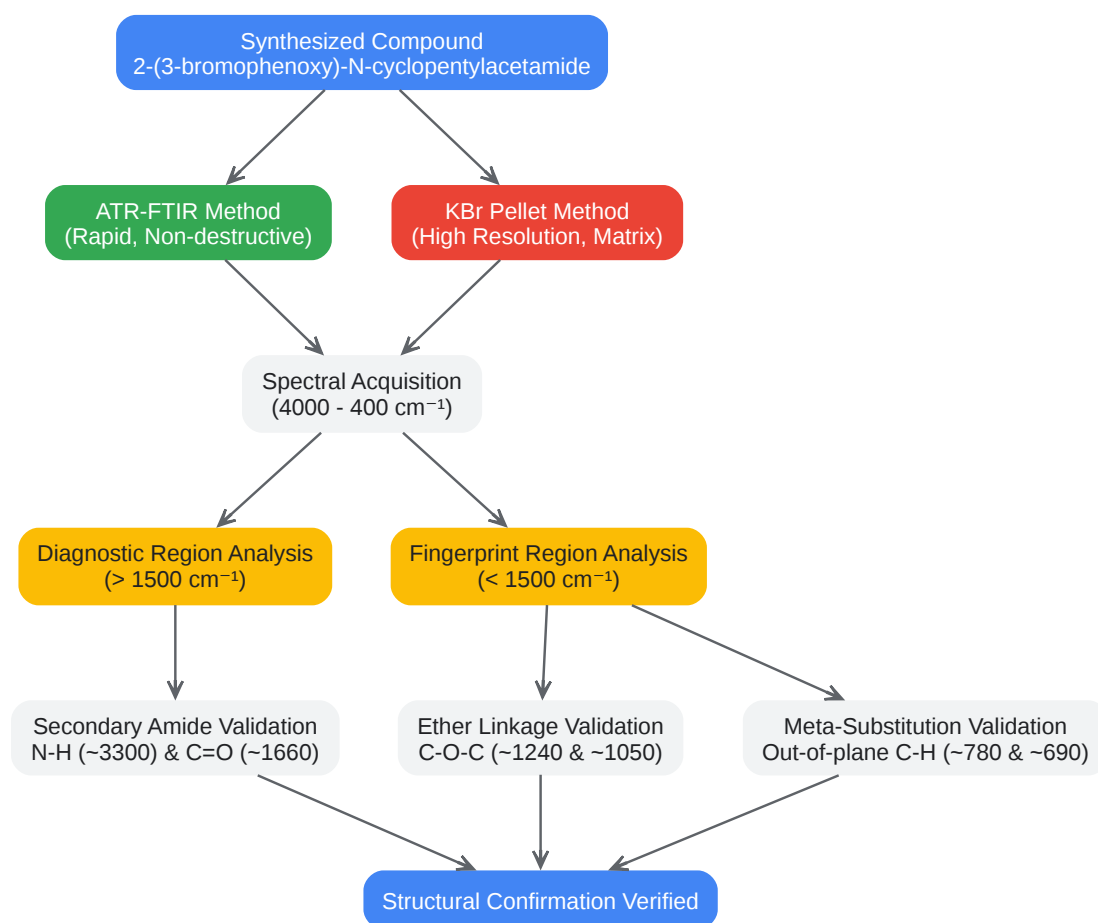 Synthesized Compound
2-(3-bromophenoxy)-N-cyclopentylacetamide
ATR-FTIR Method
(Rapid, Non-destructive)
KBr Pellet Method
(High Resolution, Matrix)
Spectral Acquisition
(4000 - 400 cm⁻¹)
Diagnostic Region Analysis
(> 1500 cm⁻¹)
Fingerprint Region Analysis
(< 1500 cm⁻¹)
Secondary Amide Validation
N-H (~3300) & C=O (~1660)
Ether Linkage Validation
C-O-C (~1240 & ~1050)
Meta-Substitution Validation
Out-of-plane C-H (~780 & ~690)
Structural Confirmation Verified